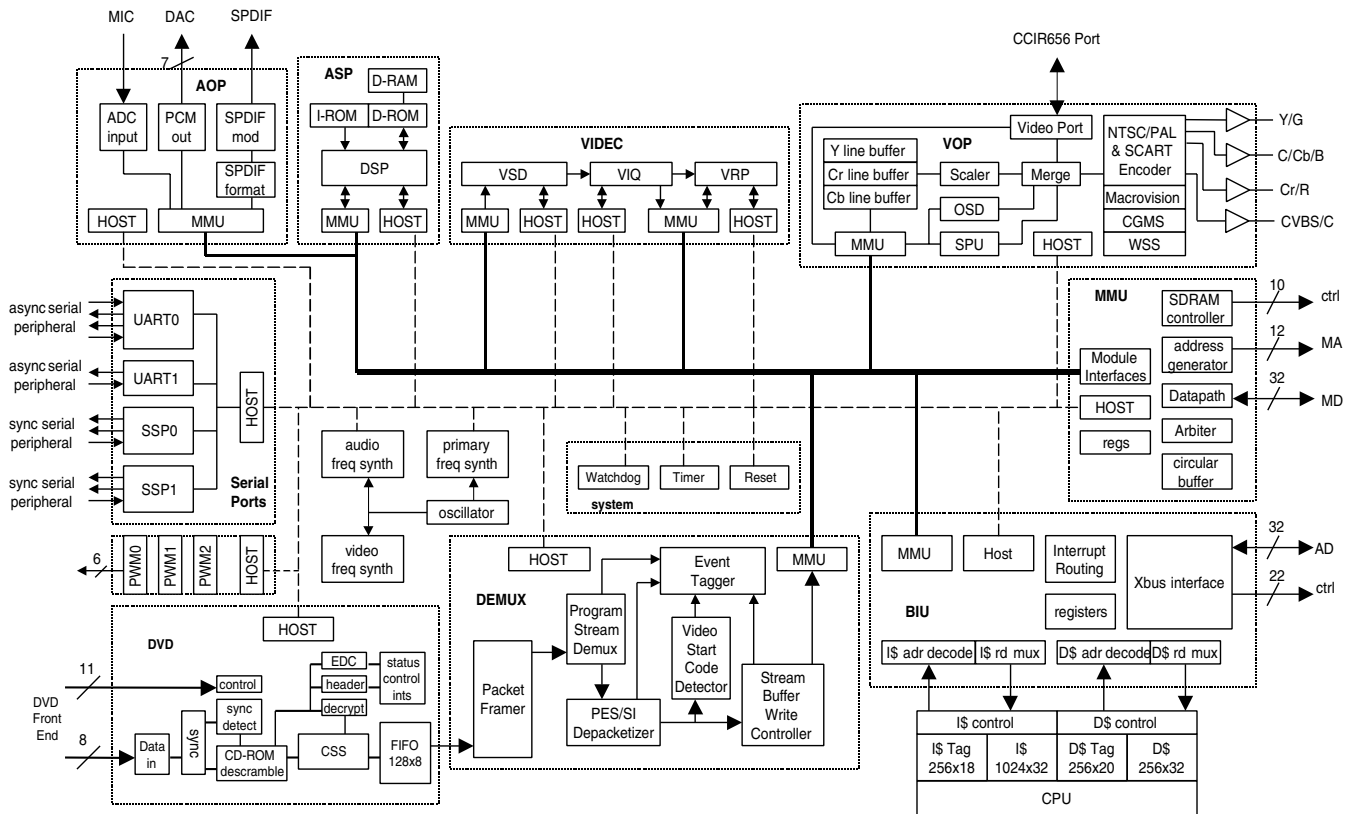 MIC DAC SPDIF
7
AOP
ADC input
PCM out
SPDIF mod
SPDIF format
HOST
MMU
ASP
D-RAM
I-ROM
D-ROM
DSP
MMU
HOST
VIDEC
VSD
VIQ
VRP
MMU
HOST
HOST
MMU
HOST
CCIR656 Port
VOP
Video Port
Y line buffer
Cr line buffer
Cb line buffer
Scaler
Merge
OSD
SPU
MMU
HOST
NTSC/PAL & SCART Encoder
Macrovision
CGMS
WSS
Y/G
C/Cb/B
Cr/R
CVBS/C
async serial peripheral
async serial peripheral
sync serial peripheral
sync serial peripheral
UART0
UART1
SSP0
SSP1
HOST
Serial Ports
6
PWM0
PWM1
PWM2
HOST
audio freq synth
primary freq synth
oscillator
video freq synth
Watchdog
Timer
Reset
system
MMU
SDRAM controller
address generator
Module Interfaces
Datapath
HOST
Arbiter
regs
circular buffer
10
ctrl
12
MA
32
MD
DVD
HOST
11
DVD Front End
8
control
EDC
header
decrypt
status control ints
sync detect
Data in
sync
CD-ROM descramble
CSS
FIFO 128x8
DEMUX
HOST
Event Tagger
MMU
Program Stream Demux
Video Start Code Detector
Packet Framer
PES/SI Depacketizer
Stream Buffer Write Controller
BIU
MMU
Host
Interrupt Routing
registers
Xbus interface
32
AD
22
ctrl
I$ adr decode
I$ rd mux
D$ adr decode
D$ rd mux
I$ control
D$ control
I$ Tag 256x18
I$ 1024x32
D$ Tag 256x20
D$ 256x32
CPU